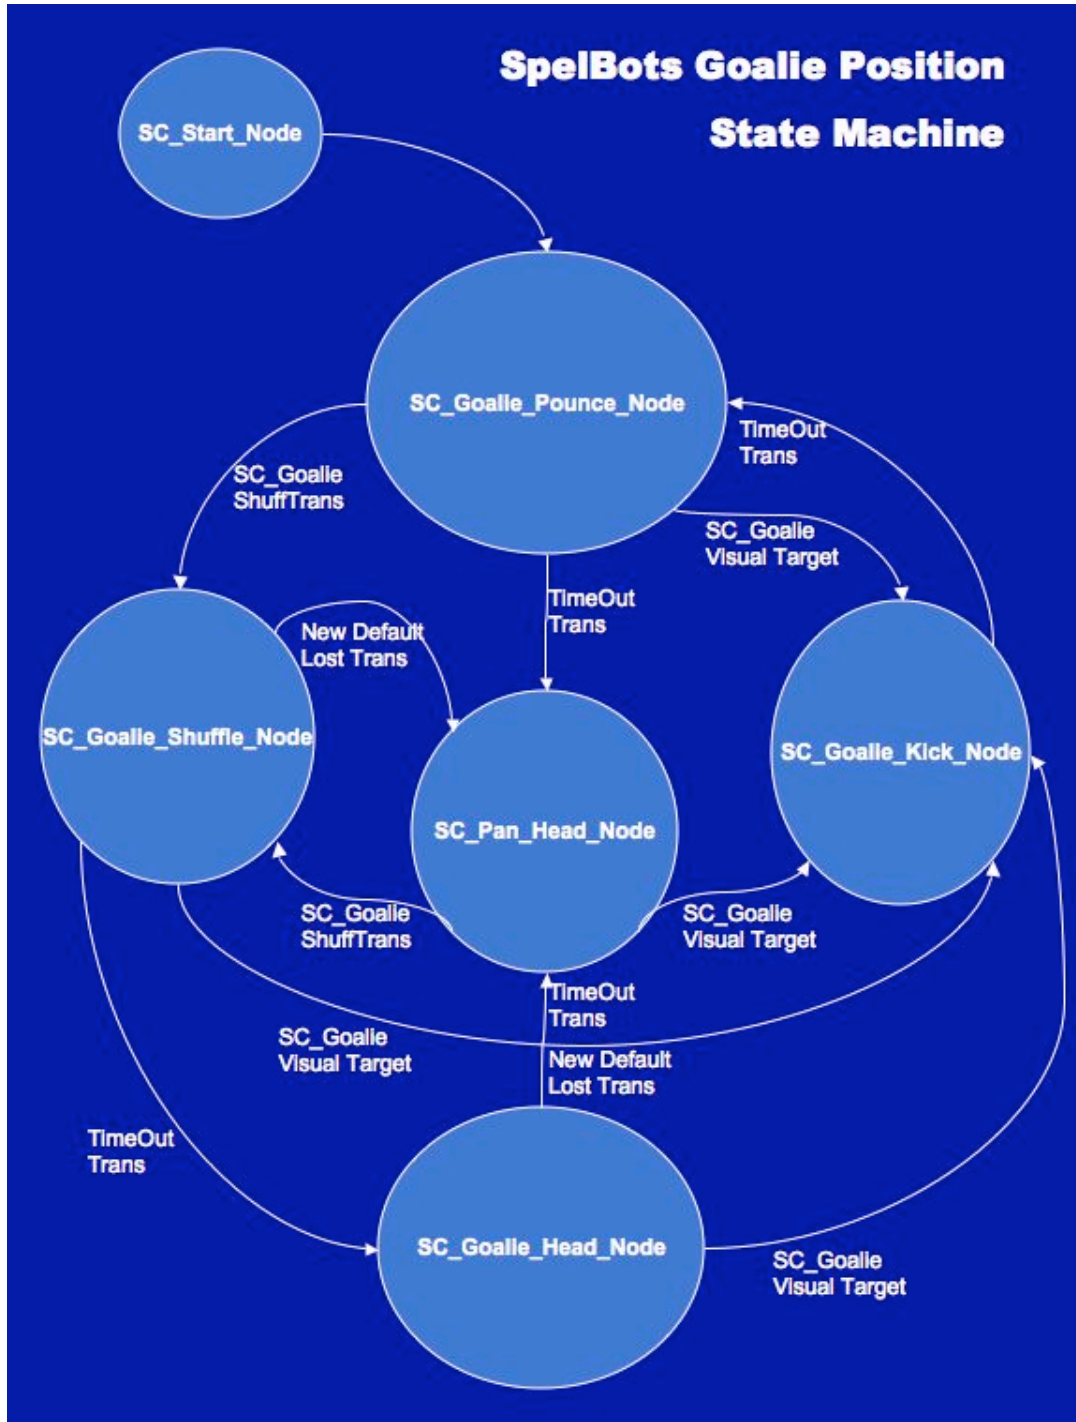 SpelBots Goalie Position
State Machine
SC_Start_Node
SC_Goalie_Pounce_Node
TimeOut
Trans
SC_Goalie
ShuffTrans
SC_Goalie
Visual Target
TimeOut
Trans
New Default
Lost Trans
SC_Goalie_Shuffle_Node
SC_Goalie_Kick_Node
SC_Pan_Head_Node
SC_Goalie
ShuffTrans
SC_Goalie
Visual Target
TimeOut
Trans
SC_Goalie
Visual Target
New Default
Lost Trans
TimeOut
Trans
SC_Goalie_Head_Node
SC_Goalie
Visual Target